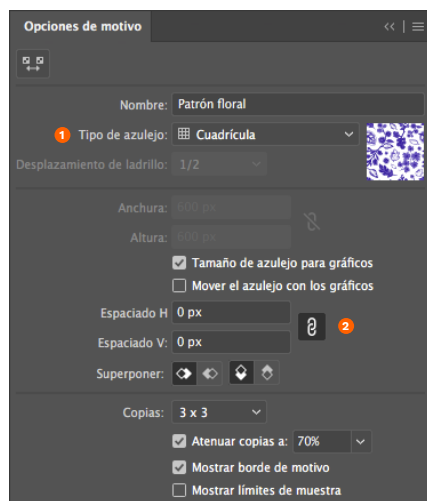 Opciones de motivo
Nombre: Patrón floral
1 Tipo de azulejo: Cuadrícula
Desplazamiento de ladrillo: 1/2
Anchura: 600 px
Altura: 600 px
Tamaño de azulejo para gráficos
Mover el azulejo con los gráficos
Espaciado H 0 px
2
Espaciado V: 0 px
Superponer:
Copias: 3 x 3
Atenuar copias a: 70%
Mostrar borde de motivo
Mostrar límites de muestra